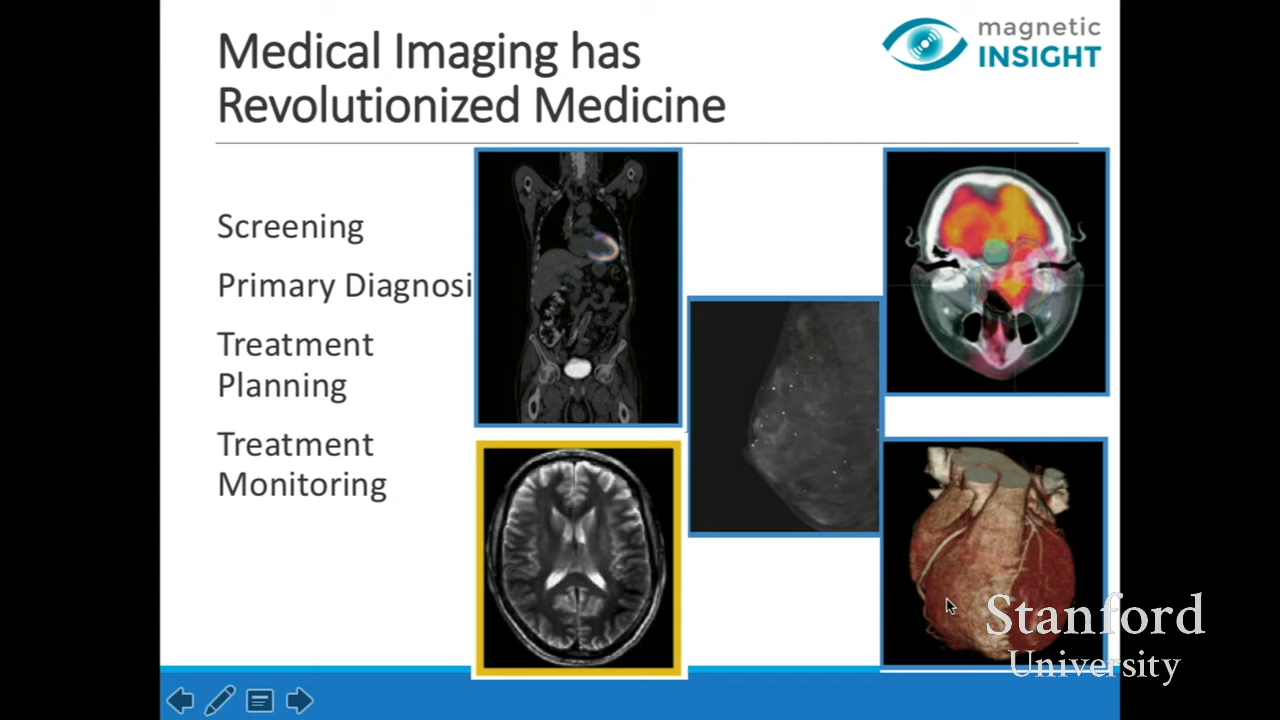 Medical Imaging has
Revolutionized Medicine
magnetic
INSIGHT
Screening
Primary Diagnosi
Treatment
Planning
Treatment
Monitoring
Stanford
University